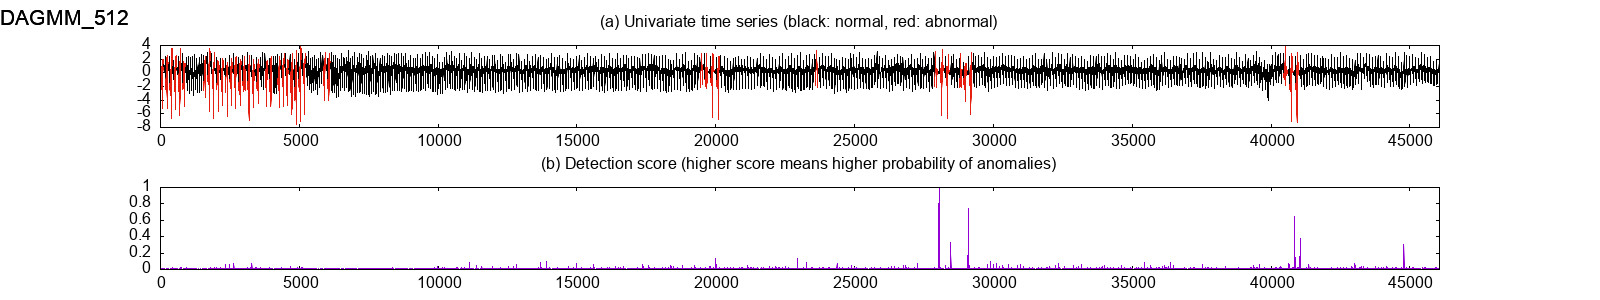 DAGMM_512
(a) Univariate time series (black: normal, red: abnormal)
4
2
0
-2
-4
-6
-8
0 5000 10000 15000 20000 25000 30000 35000 40000 45000
(b) Detection score (higher score means higher probability of anomalies)
1
0.8
0.6
0.4
0.2
0
0 5000 10000 15000 20000 25000 30000 35000 40000 45000